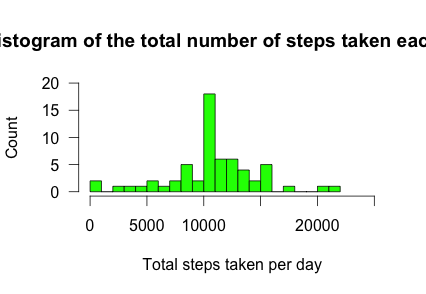 istogram of the total number of steps taken eac
20
15
10
5
0
Count
0 5000 10000 20000
Total steps taken per day